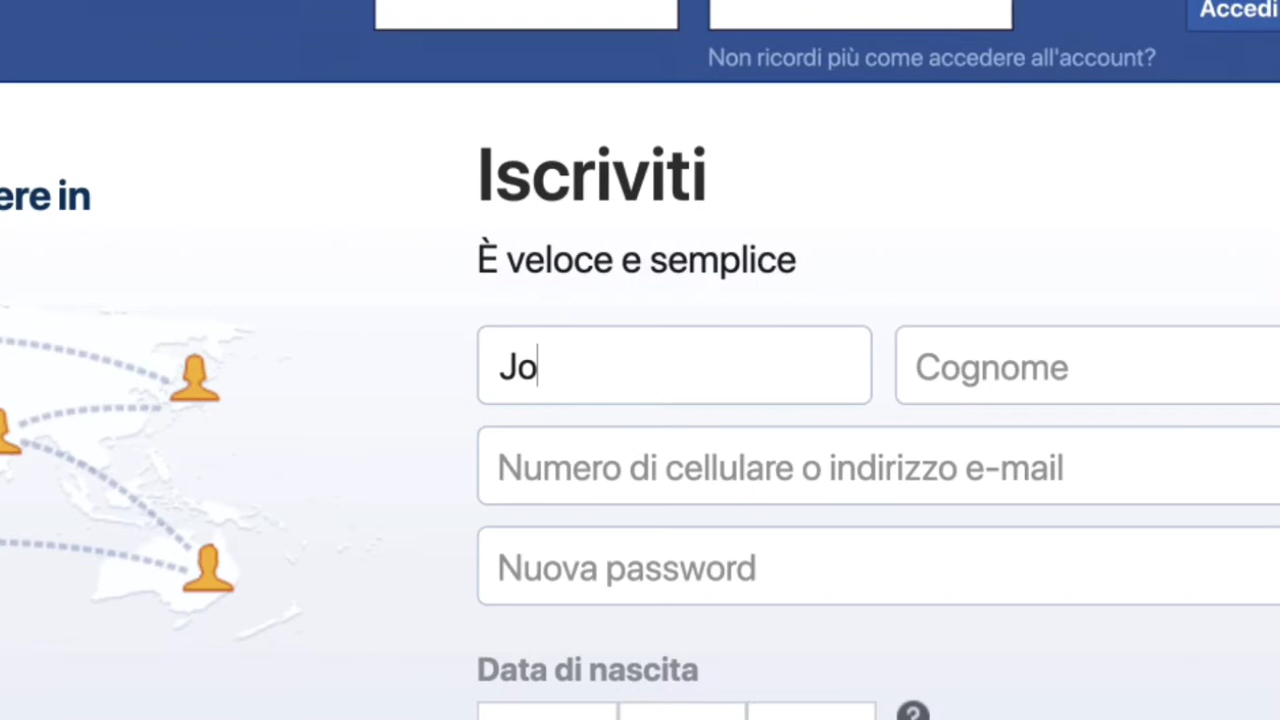 Accedi
Non ricordi più come accedere all'account?
Iscriviti
ere in
È veloce e semplice
Jo
Cognome
Numero di cellulare o indirizzo e-mail
Nuova password
Data di nascita
?